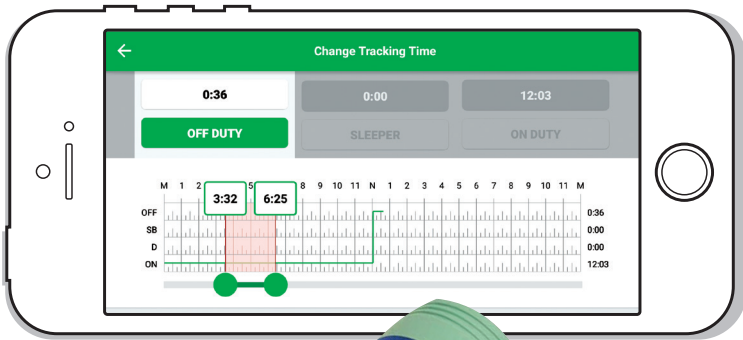 Change Tracking Time
0:36 0:00 12:03
OFF DUTY SLEEPER ON DUTY
M 1 2 5 8 9 10 11 N 1 2 3 4 5 6 7 8 9 10 11 M
3:32 6:25
OFF 0:36
SB 0:00
D 0:00
ON 12:03